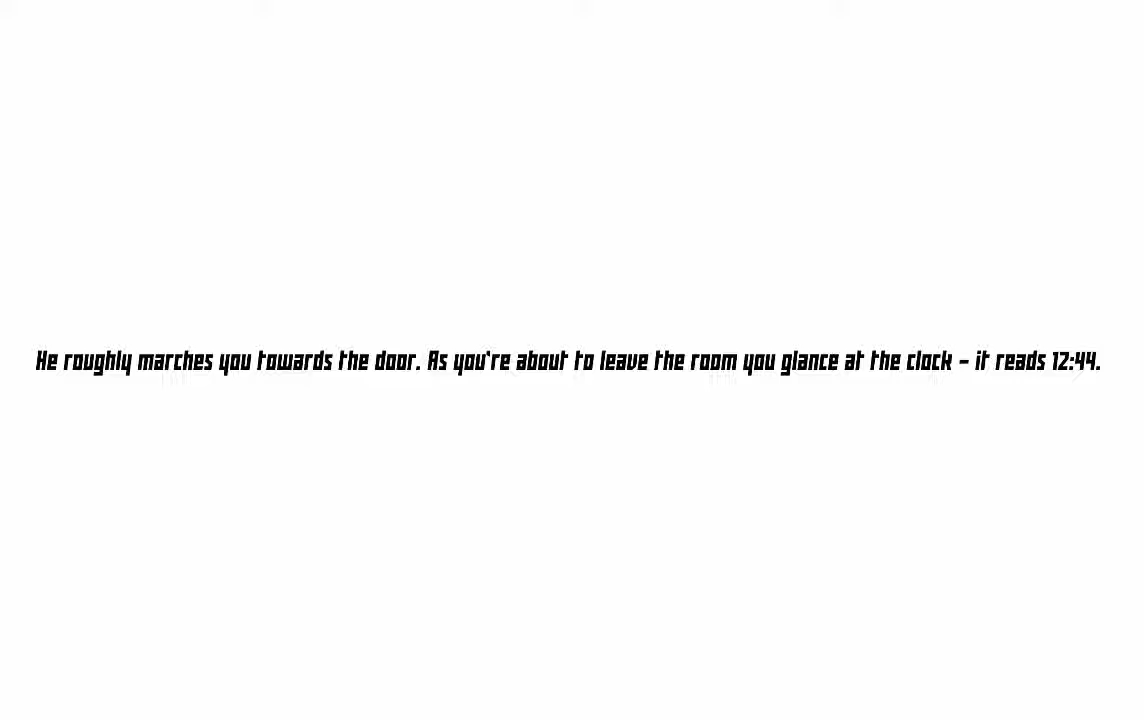 He roughly marches you towards the door. As you're about to leave the room you glance at the clock - it reads 12:44.